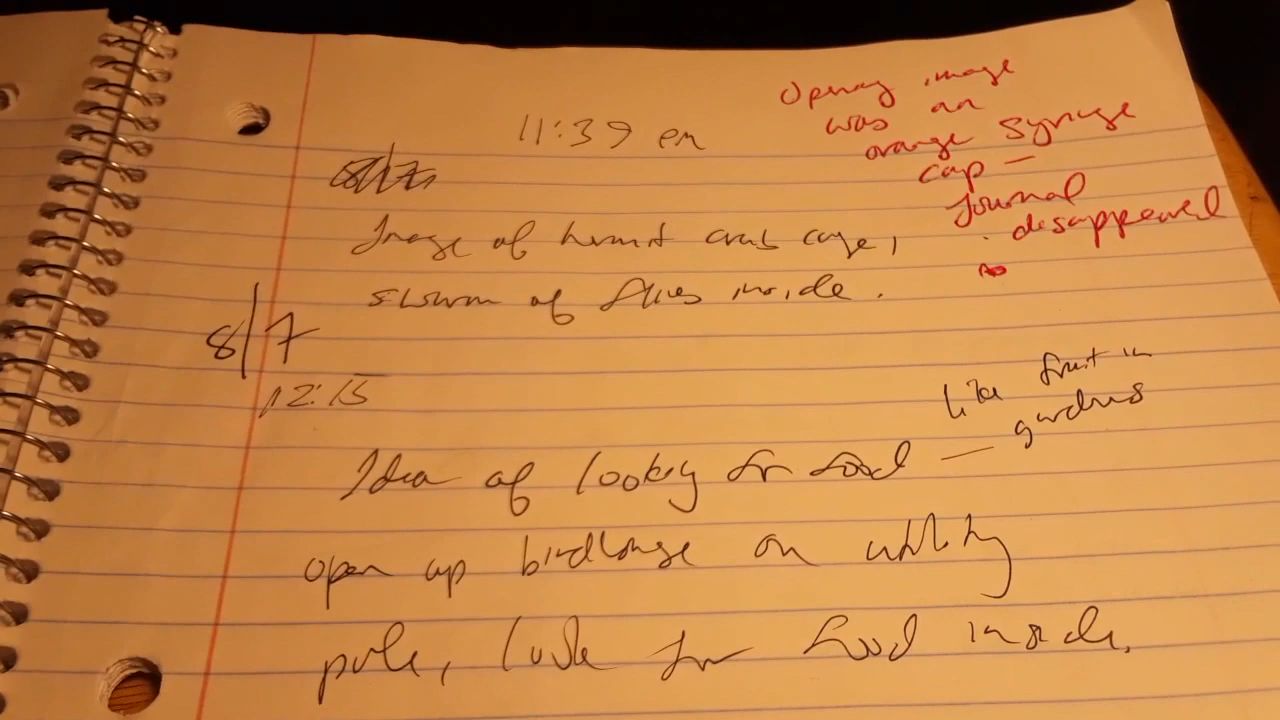 11:39 pm
Opening image
was an
orange syringe
cap —
Journal
disappeared
Image of hermit crab cage,
swarm of flies inside.
8/7
12:15
Idea of looking for food —
like fruit in
gardens
open up birdhouse on utility
pole, look for food inside.